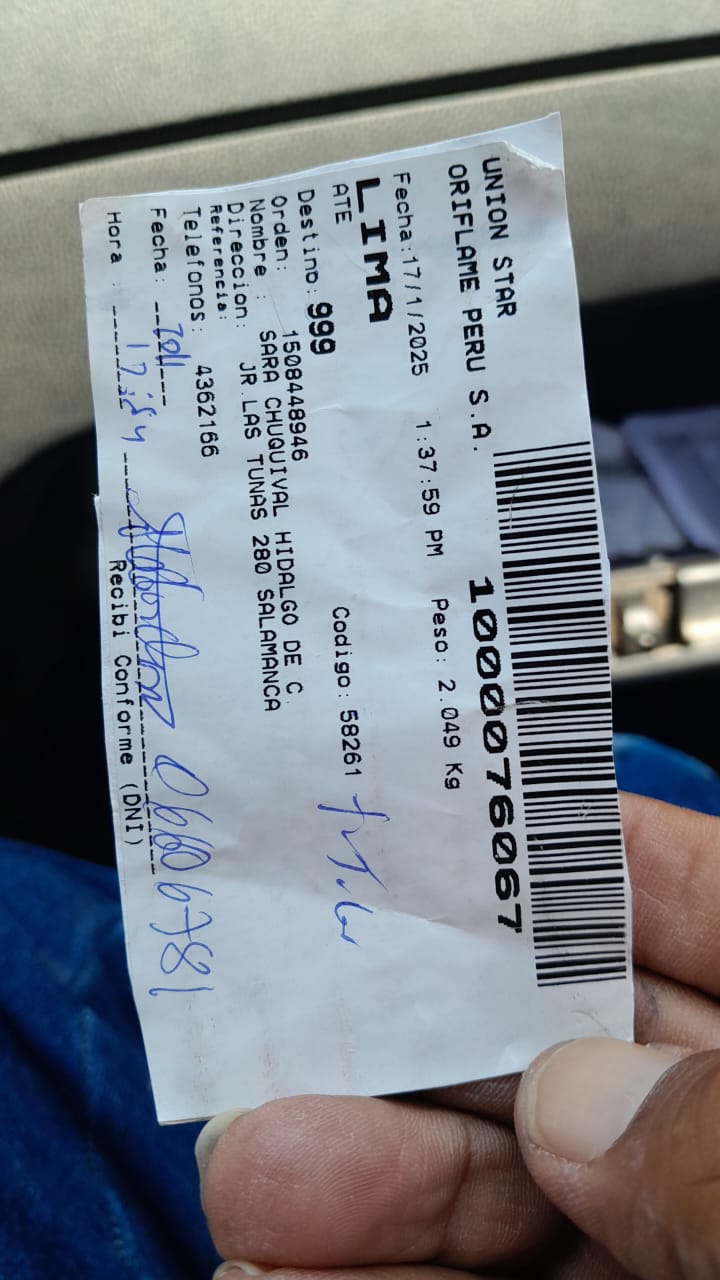 UNION STAR
ORIFLAME PERU S.A.
1000076067
Fecha:17/1/2025 1:37:59 PM Peso: 2.049 Kg
LIMA
ATE
Destino: 999 Codigo: 58261
Orden: 1508448946
Nombre : SARA CHUQUIVAL HIDALGO DE C.
Direccion: JR.LAS TUNAS 280 SALAMANCA
Referencia:
Telefonos: 4362166
Fecha:
Hora :
Recibi Conforme (DNI)